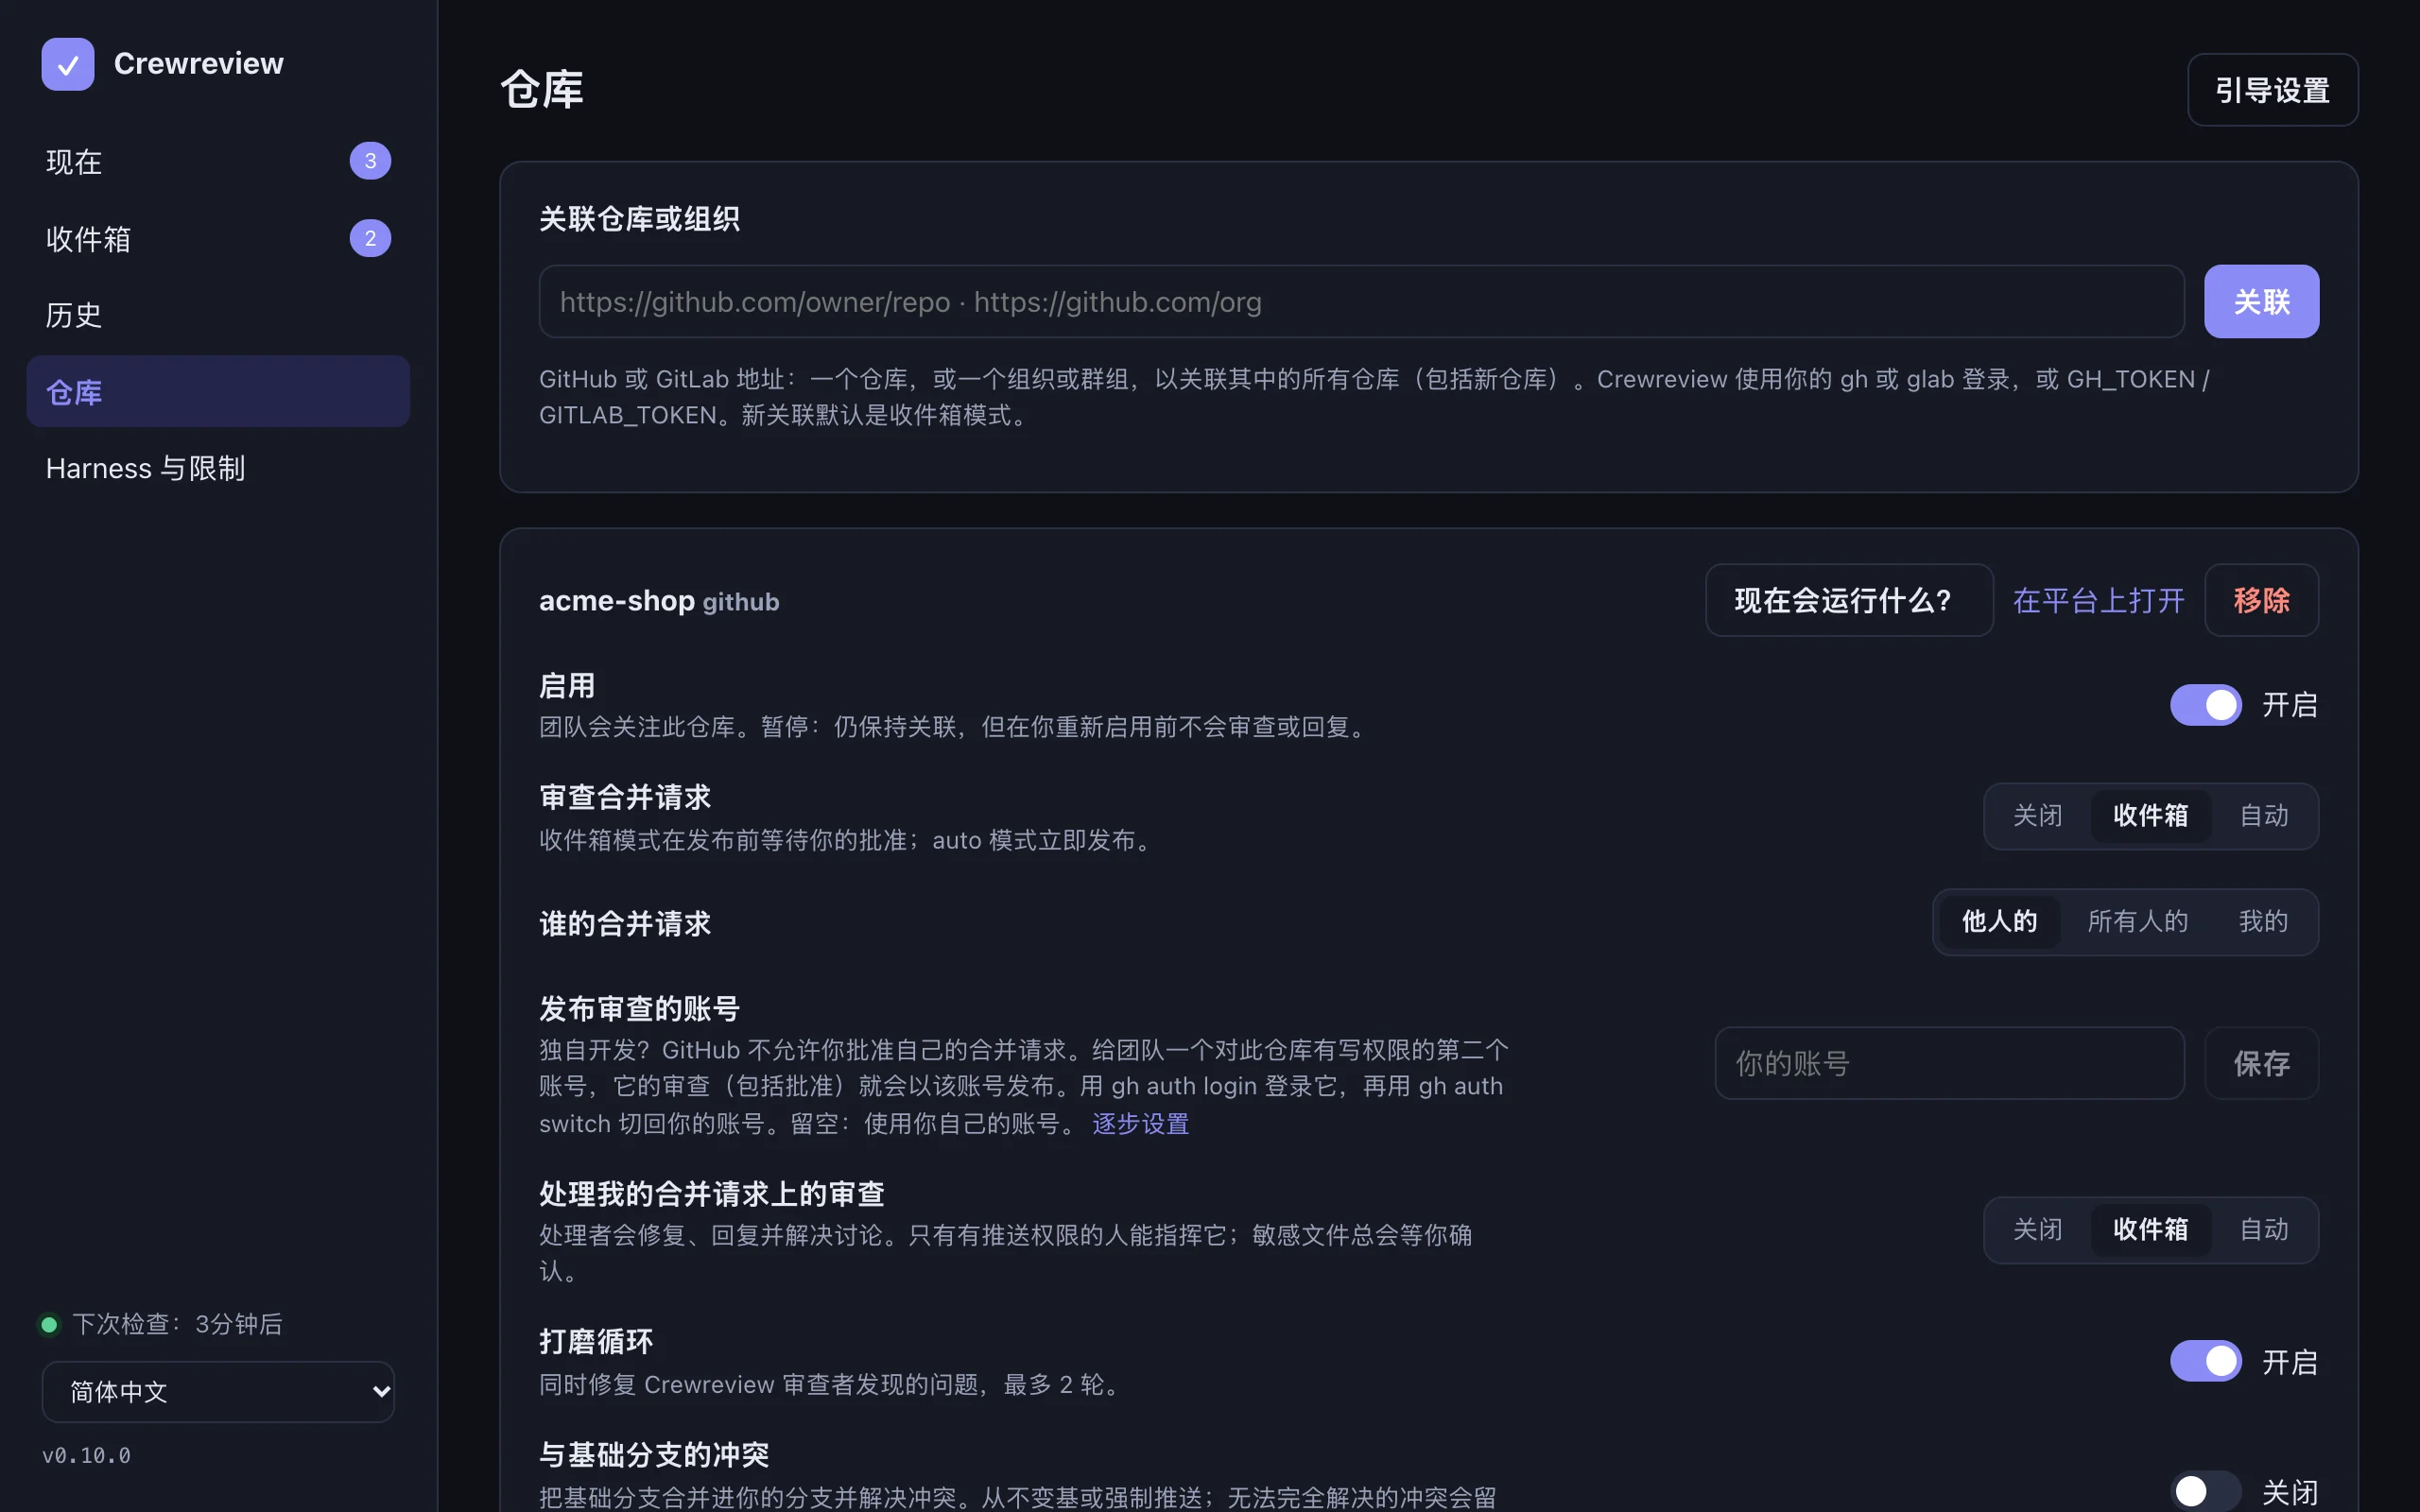 Crewreview
现在
3
收件箱
2
历史
仓库
Harness 与限制
下次检查：3分钟后
简体中文
v0.10.0
仓库
引导设置
关联仓库或组织
https://github.com/owner/repo · https://github.com/org
关联
GitHub 或 GitLab 地址：一个仓库，或一个组织或群组，以关联其中的所有仓库（包括新仓库）。Crewreview 使用你的 gh 或 glab 登录，或 GH_TOKEN /
GITLAB_TOKEN。新关联默认是收件箱模式。
acme-shop github
现在会运行什么？
在平台上打开
移除
启用
团队会关注此仓库。暂停：仍保持关联，但在你重新启用前不会审查或回复。
开启
审查合并请求
收件箱模式在发布前等待你的批准；auto 模式立即发布。
关闭 收件箱 自动
谁的合并请求
他人的 所有人的 我的
发布审查的账号
独自开发？GitHub 不允许你批准自己的合并请求。给团队一个对此仓库有写权限的第二个
账号，它的审查（包括批准）就会以该账号发布。用 gh auth login 登录它，再用 gh auth
switch 切回你的账号。留空：使用你自己的账号。 逐步设置
你的账号
保存
处理我的合并请求上的审查
处理者会修复、回复并解决讨论。只有有推送权限的人能指挥它；敏感文件总会等你确
认。
关闭 收件箱 自动
打磨循环
同时修复 Crewreview 审查者发现的问题，最多 2 轮。
开启
与基础分支的冲突
把基础分支合并进你的分支并解决冲突。从不变基或强制推送；无法完全解决的冲突会留
关闭